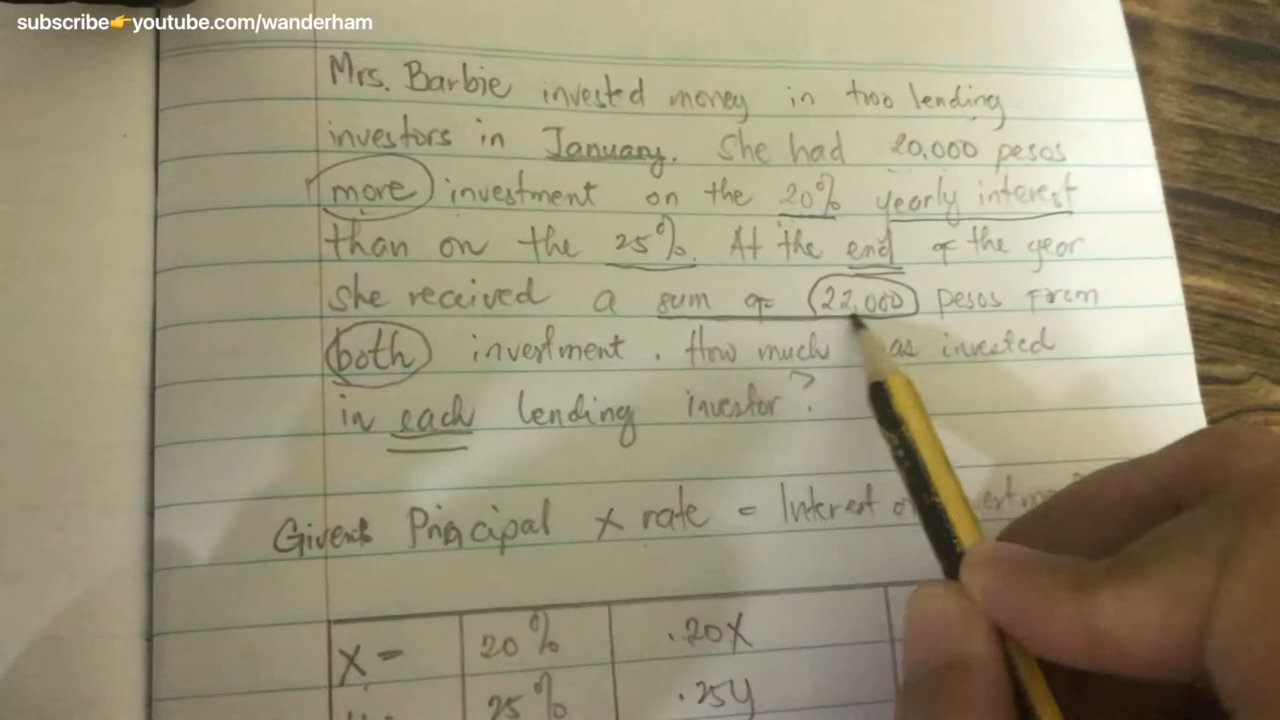 subscribe👉youtube.com/wanderham
Mrs. Barbie invested money in two lending
investors in January. She had 20,000 pesos
more investment on the 20% yearly interest
than on the 25%. At the end of the year
she received a sum of 22,000 pesos from
both investment. How much as invested
in each lending investor?
Given: Principal x rate = Interest
X = 20% .20X
25% .25y